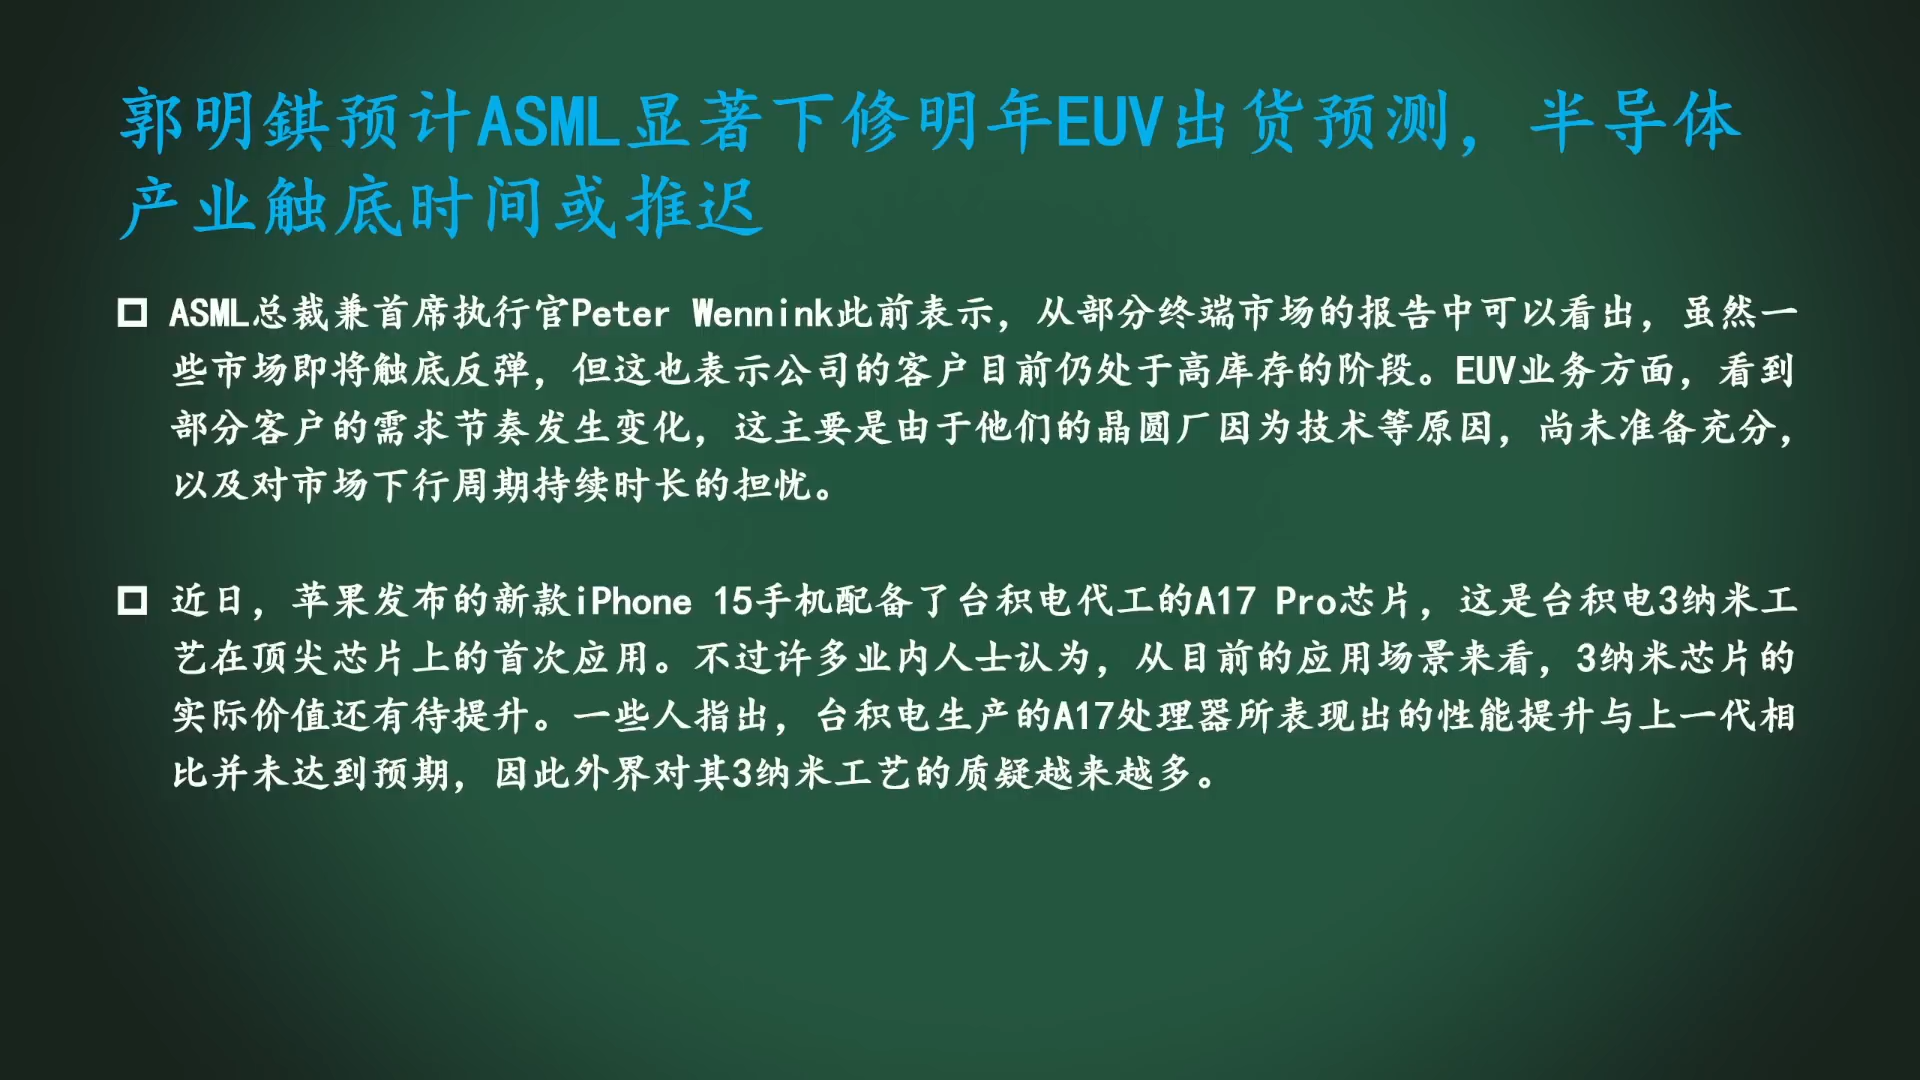 郭明錤预计ASML显著下修明年EUV出货预测，半导体
产业触底时间或推迟
ASML总裁兼首席执行官Peter Wennink此前表示，从部分终端市场的报告中可以看出，虽然一
些市场即将触底反弹，但这也表示公司的客户目前仍处于高库存的阶段。EUV业务方面，看到
部分客户的需求节奏发生变化，这主要是由于他们的晶圆厂因为技术等原因，尚未准备充分，
以及对市场下行周期持续时长的担忧。
近日，苹果发布的新款iPhone 15手机配备了台积电代工的A17 Pro芯片，这是台积电3纳米工
艺在顶尖芯片上的首次应用。不过许多业内人士认为，从目前的应用场景来看，3纳米芯片的
实际价值还有待提升。一些人指出，台积电生产的A17处理器所表现出的性能提升与上一代相
比并未达到预期，因此外界对其3纳米工艺的质疑越来越多。